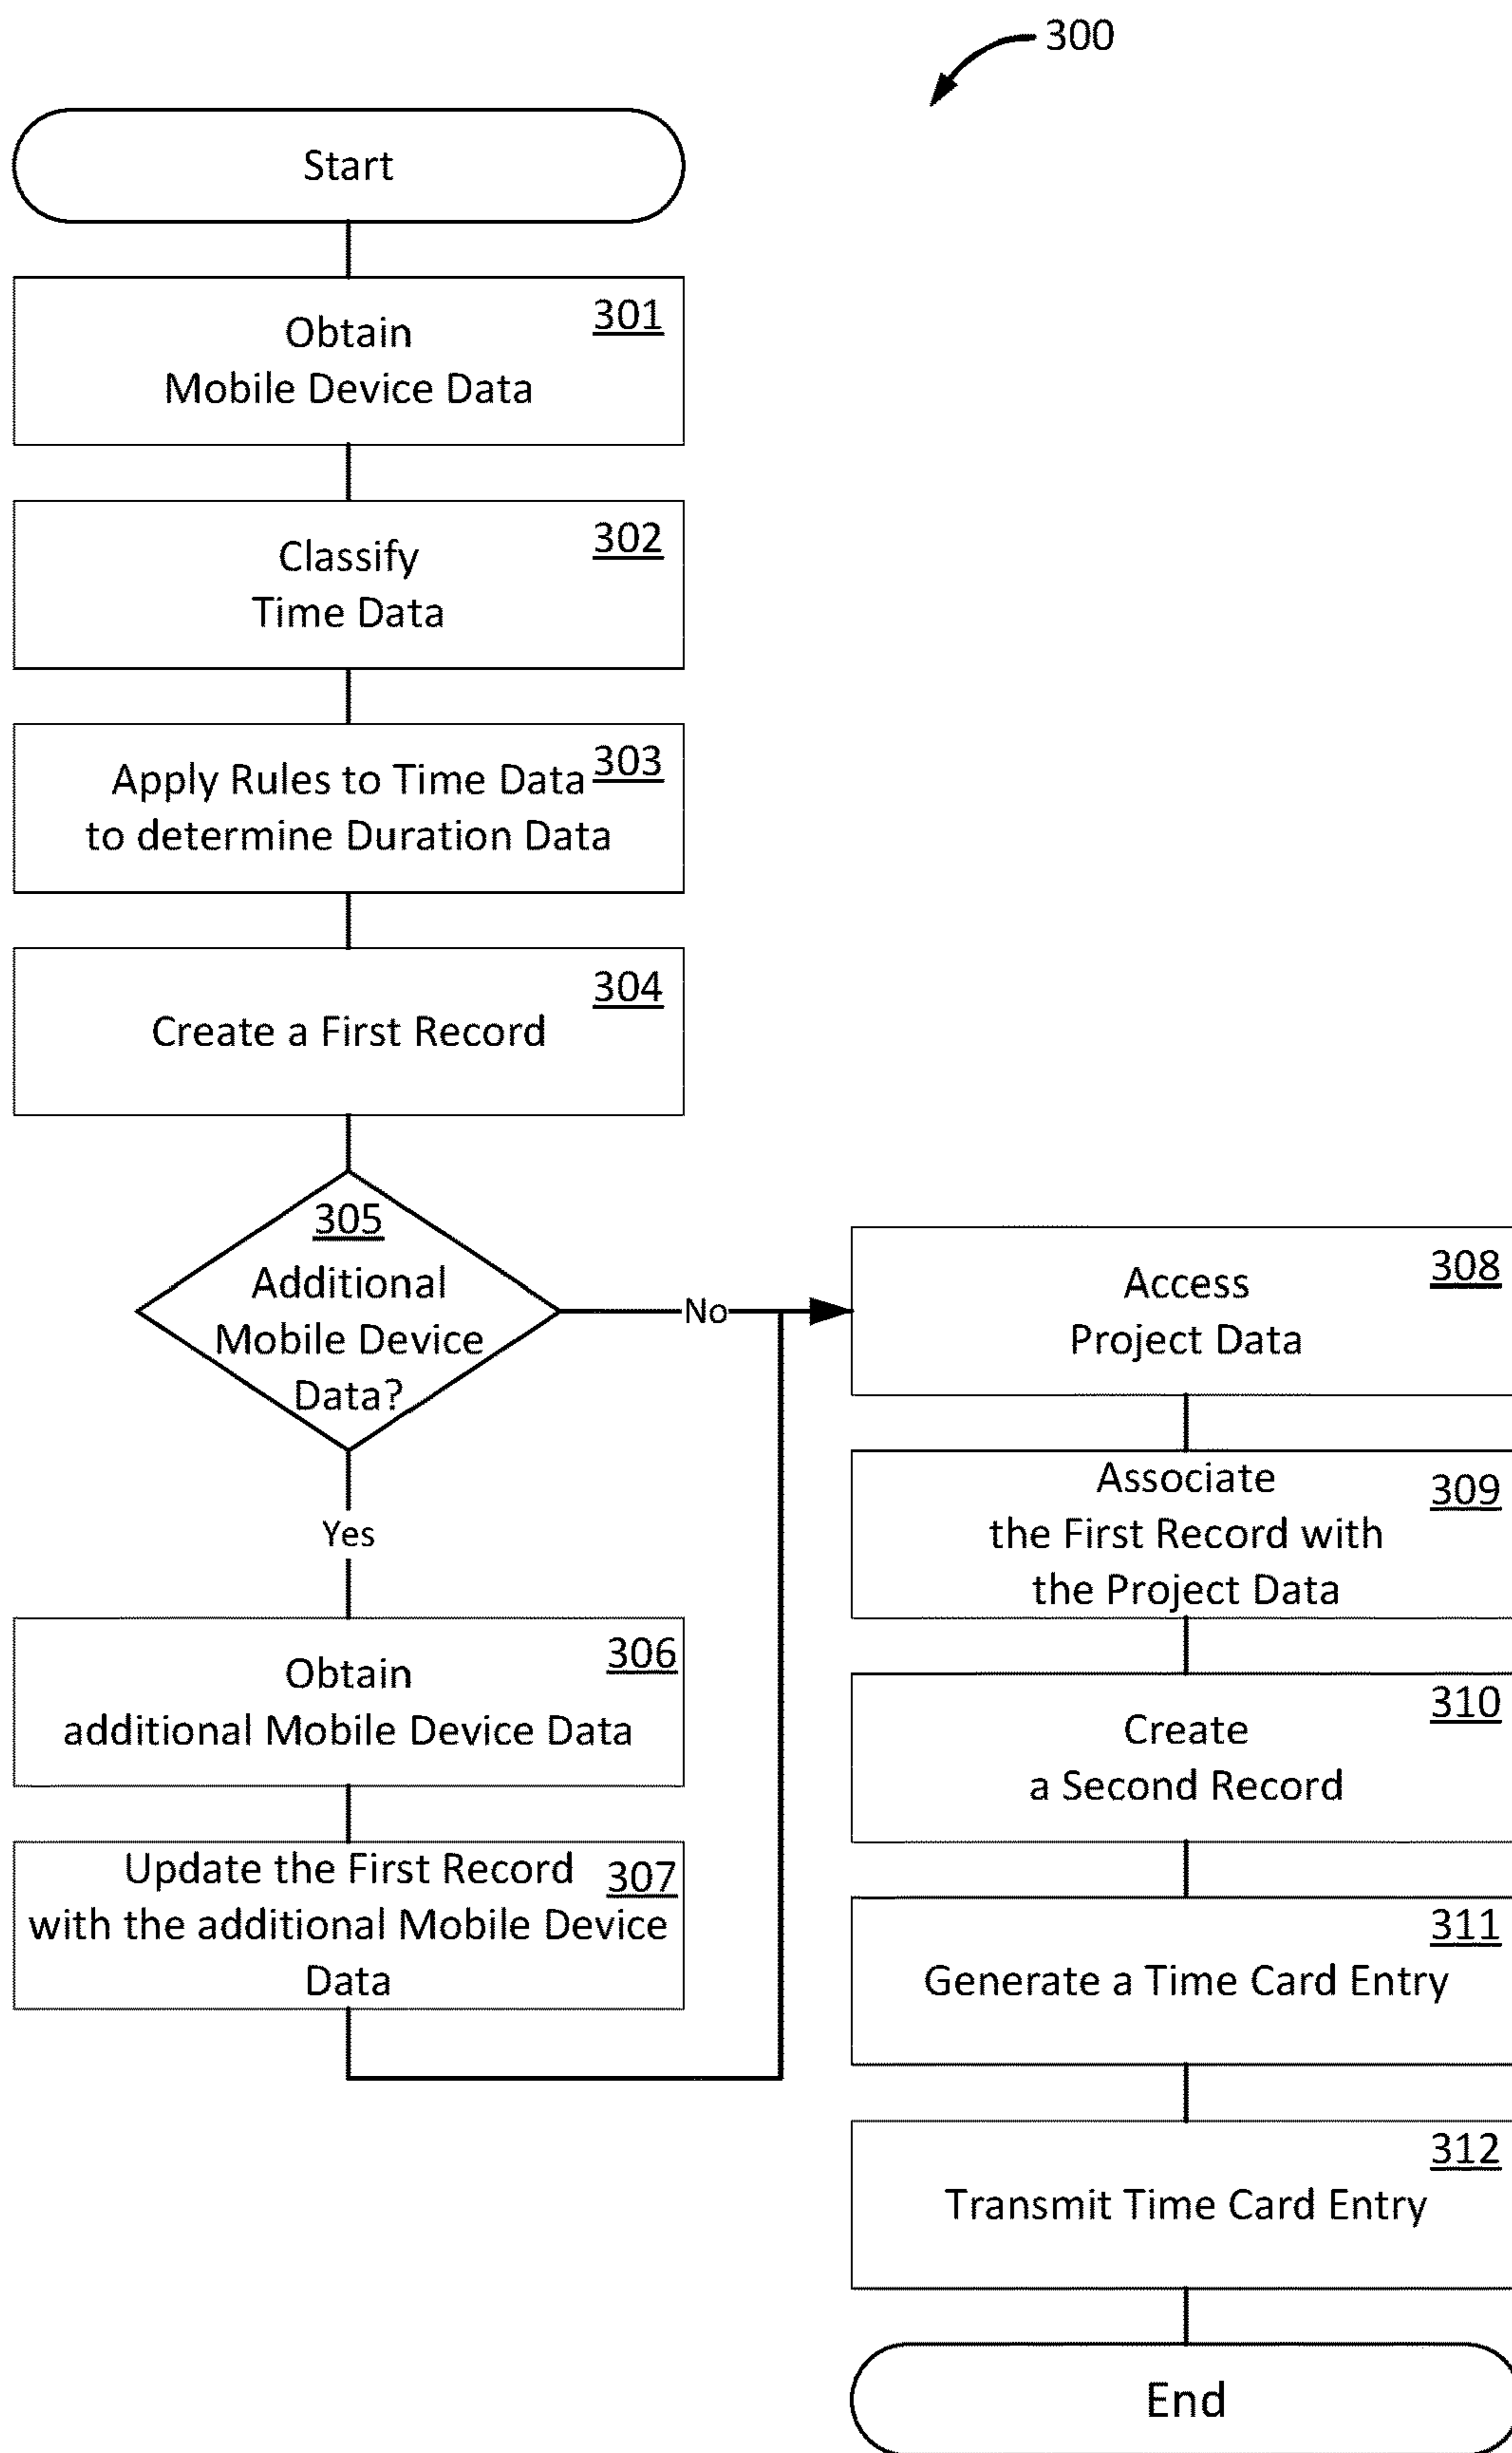 300
Start
301
Obtain
Mobile Device Data
302
Classify
Time Data
303
Apply Rules to Time Data
to determine Duration Data
304
Create a First Record
305
Additional
Mobile Device
Data?
No
Yes
306
Obtain
additional Mobile Device Data
307
Update the First Record
with the additional Mobile Device
Data
308
Access
Project Data
309
Associate
the First Record with
the Project Data
310
Create
a Second Record
311
Generate a Time Card Entry
312
Transmit Time Card Entry
End